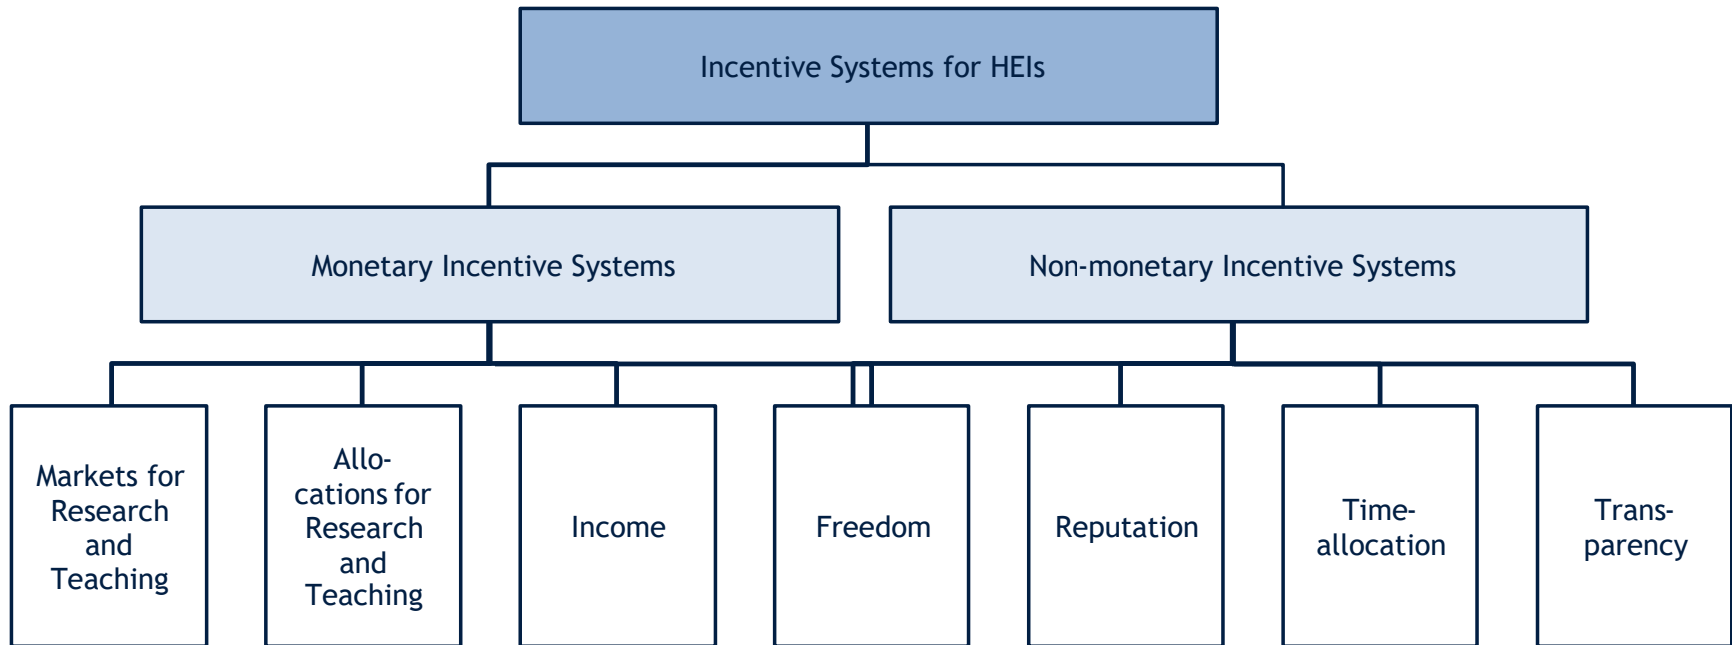 Incentive Systems for HEIs
Monetary Incentive Systems
Non-monetary Incentive Systems
Markets for
Research
and
Teaching
Allo-
cations for
Research
and
Teaching
Income
Freedom
Reputation
Time-
allocation
Trans-
parency